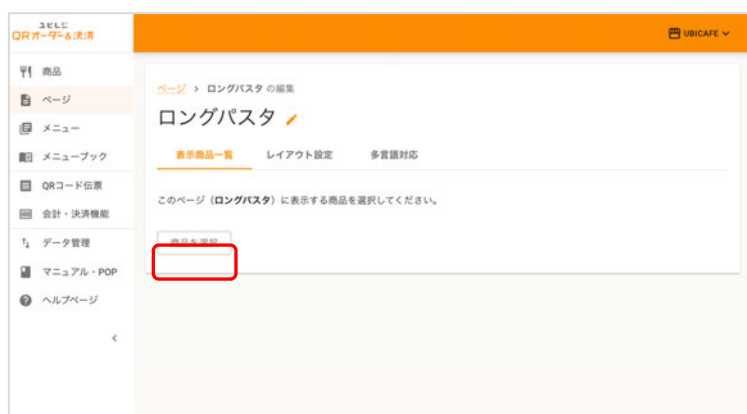 ユビレジ
QRオーダー&決済
UBICAFE
商品
ページ
メニュー
メニューブック
QRコード伝票
会計・決済機能
データ管理
マニュアル・POP
ヘルプページ
ページ > ロングパスタ の編集
ロングパスタ
表示商品一覧 レイアウト設定 多言語対応
このページ（ロングパスタ）に表示する商品を選択してください。
商品を選択